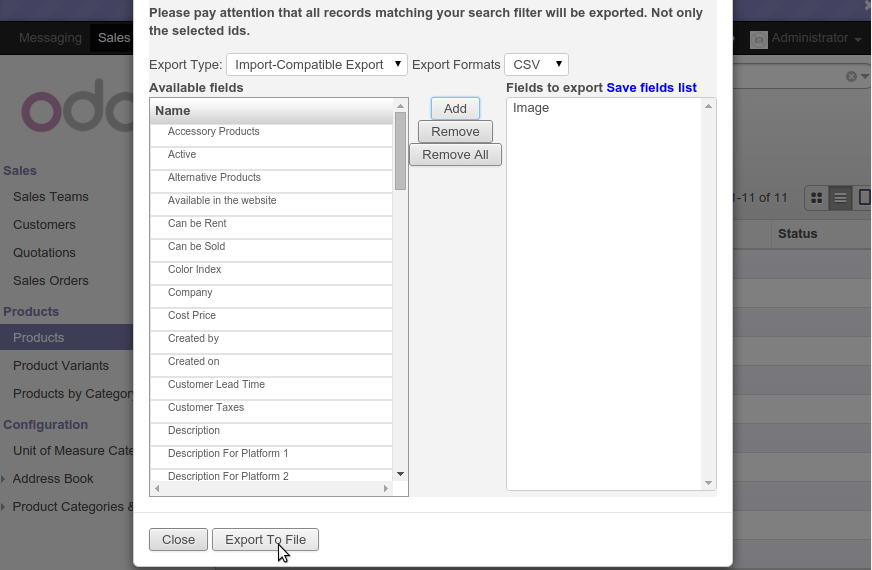 Please pay attention that all records matching your search filter will be exported. Not only
the selected ids.
Messaging
Sales
Administrator
Export Type:
Import-Compatible Export
Export Formats
CSV
Available fields
Fields to export Save fields list
Name
Accessory Products
Active
Alternative Products
Available in the website
Can be Rent
Can be Sold
Color Index
Company
Cost Price
Created by
Created on
Customer Lead Time
Customer Taxes
Description
Description For Platform 1
Description For Platform 2
Add
Remove
Remove All
Image
Close
Export To File
Sales
Sales Teams
Customers
Quotations
Sales Orders
Products
Products
Product Variants
Products by Categor
Configuration
Unit of Measure Cate
Address Book
Product Categories &
-11 of 11
Status